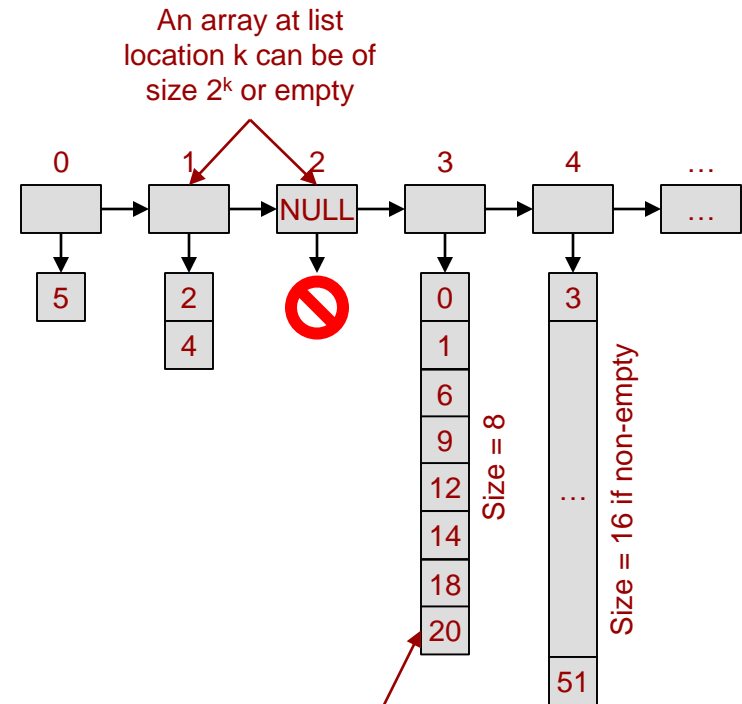 An array at list
location k can be of
size 2ᵏ or empty
0 1 2 3 4 …
NULL …
5
2
4
0
1
6
9
12
14
18
20
Size = 8
3
…
51
Size = 16 if non-empty